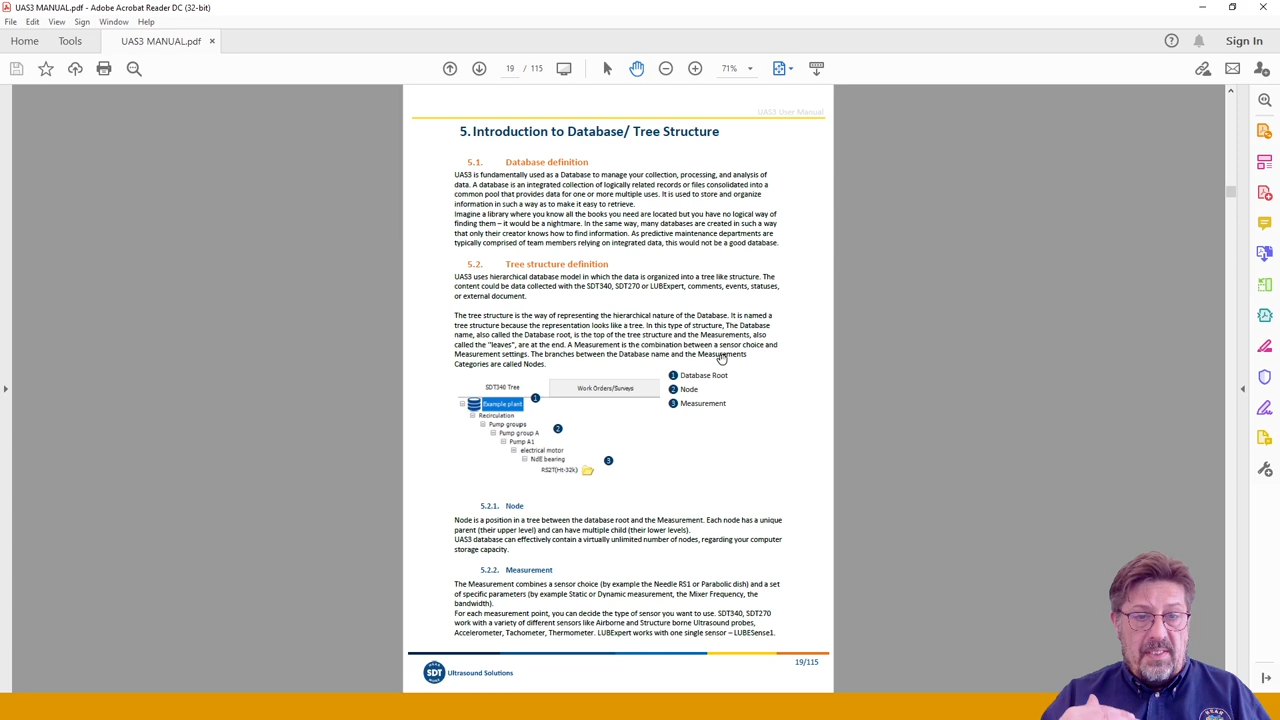 UAS3 MANUAL.pdf - Adobe Acrobat Reader DC (32-bit)
File Edit View Sign Window Help
Home Tools UAS3 MANUAL.pdf × Sign In
19 / 115 71%
UAS3 User Manual
5. Introduction to Database/ Tree Structure
5.1. Database definition
UAS3 is fundamentally used as a Database to manage your collection, processing, and analysis of
data. A database is an integrated collection of logically related records or files consolidated into a
common pool that provides data for one or more multiple uses. It is used to store and organize
information in such a way as to make it easy to retrieve.
Imagine a library where you know all the books you need are located but you have no logical way of
finding them – it would be a nightmare. In the same way, many databases are created in such a way
that only their creator knows how to find information. As predictive maintenance departments are
typically comprised of team members relying on integrated data, this would not be a good database.
5.2. Tree structure definition
UAS3 uses hierarchical database model in which the data is organized into a tree like structure. The
content could be data collected with the SDT340, SDT270 or LUBExpert, comments, events, statuses,
or external document.
The tree structure is the way of representing the hierarchical nature of the Database. It is named a
tree structure because the representation looks like a tree. In this type of structure, The Database
name, also called the Database root, is the top of the tree structure and the Measurements, also
called the "leaves", are at the end. A Measurement is the combination between a sensor choice and
Measurement settings. The branches between the Database name and the Measurements
Categories are called Nodes.
SDT340 Tree Work Orders/Surveys
Example plant 1
Recirculation
Pump groups
Pump group A 2
Pump A1
electrical motor
NdE bearing 3
RS2T(Ht-32k)
1 Database Root
2 Node
3 Measurement
5.2.1. Node
Node is a position in a tree between the database root and the Measurement. Each node has a unique
parent (their upper level) and can have multiple child (their lower levels).
UAS3 database can effectively contain a virtually unlimited number of nodes, regarding your computer
storage capacity.
5.2.2. Measurement
The Measurement combines a sensor choice (by example the Needle RS1 or Parabolic dish) and a set
of specific parameters (by example Static or Dynamic measurement, the Mixer Frequency, the
bandwidth).
For each measurement point, you can decide the type of sensor you want to use. SDT340, SDT270
work with a variety of different sensors like Airborne and Structure borne Ultrasound probes,
Accelerometer, Tachometer, Thermometer. LUBExpert works with one single sensor – LUBESense1.
19/115
SDT Ultrasound Solutions